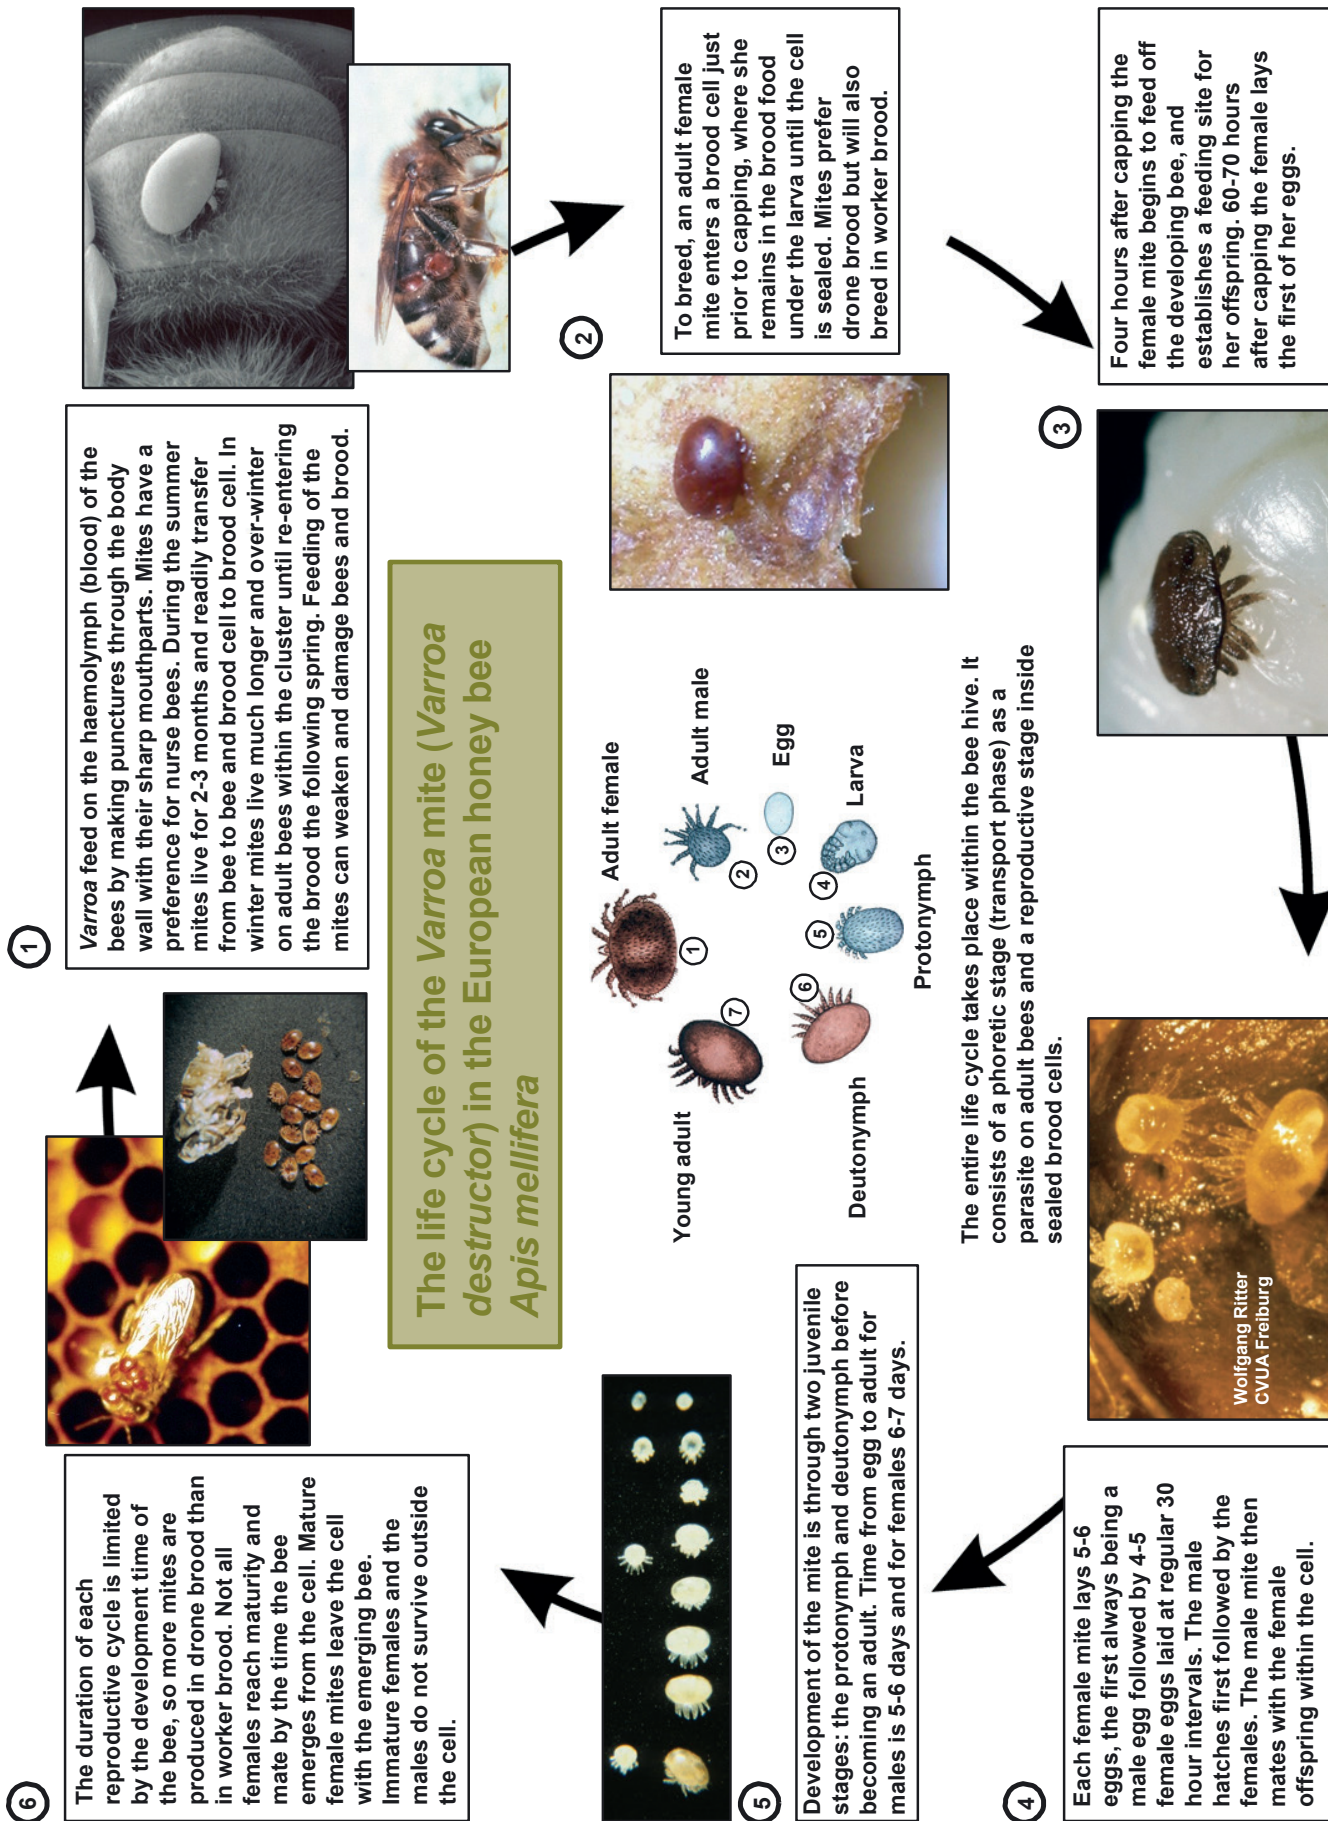 The life cycle of the Varroa mite (Varroa
destructor) in the European honey bee
Apis mellifera
1
Varroa feed on the haemolymph (blood) of the
bees by making punctures through the body
wall with their sharp mouthparts. Mites have a
preference for nurse bees. During the summer
mites live for 2-3 months and readily transfer
from bee to bee and brood cell to brood cell. In
winter mites live much longer and over-winter
on adult bees within the cluster until re-entering
the brood the following spring. Feeding of the
mites can weaken and damage bees and brood.
2
To breed, an adult female
mite enters a brood cell just
prior to capping, where she
remains in the brood food
under the larva until the cell
is sealed. Mites prefer
drone brood but will also
breed in worker brood.
3
Four hours after capping the
female mite begins to feed off
the developing bee, and
establishes a feeding site for
her offspring. 60-70 hours
after capping the female lays
the first of her eggs.
4
Each female mite lays 5-6
eggs, the first always being a
male egg followed by 4-5
female eggs laid at regular 30
hour intervals. The male
hatches first followed by the
females. The male mite then
mates with the female
offspring within the cell.
Wolfgang Ritter
CVUA Freiburg
5
Development of the mite is through two juvenile
stages: the protonymph and deutonymph before
becoming an adult. Time from egg to adult for
males is 5-6 days and for females 6-7 days.
6
The duration of each
reproductive cycle is limited
by the development time of
the bee, so more mites are
produced in drone brood than
in worker brood. Not all
females reach maturity and
mate by the time the bee
emerges from the cell. Mature
female mites leave the cell
with the emerging bee.
Immature females and the
males do not survive outside
the cell.
Adult female
1
Adult male
2
Egg
3
Larva
4
Protonymph
5
Deutonymph
6
Young adult
7
The entire life cycle takes place within the bee hive. It
consists of a phoretic stage (transport phase) as a
parasite on adult bees and a reproductive stage inside
sealed brood cells.